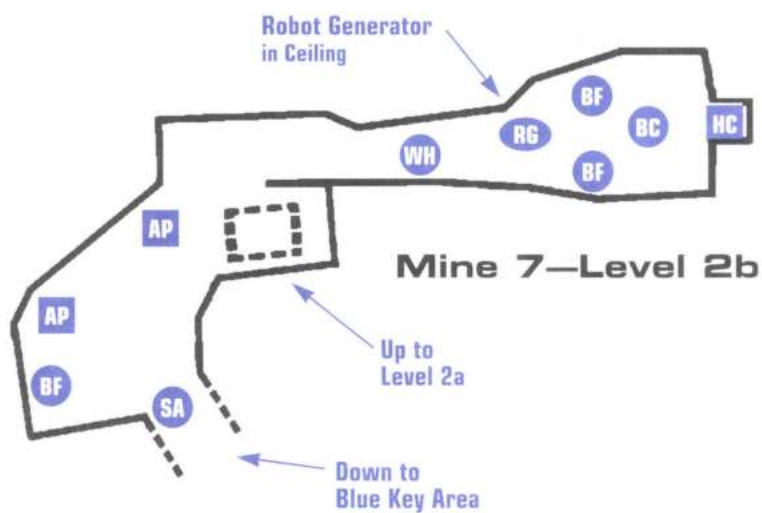 Robot Generator
in Ceiling
BF
RG
BC
HC
WH
BF
AP
Mine 7—Level 2b
AP
Up to
Level 2a
BF
SA
Down to
Blue Key Area